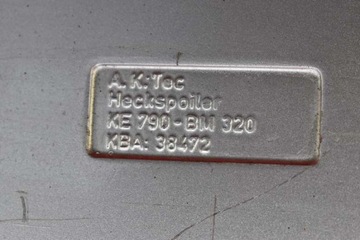 A. K. Tec
Heckspoiler
KE 790-BM 320
KBA: 38472